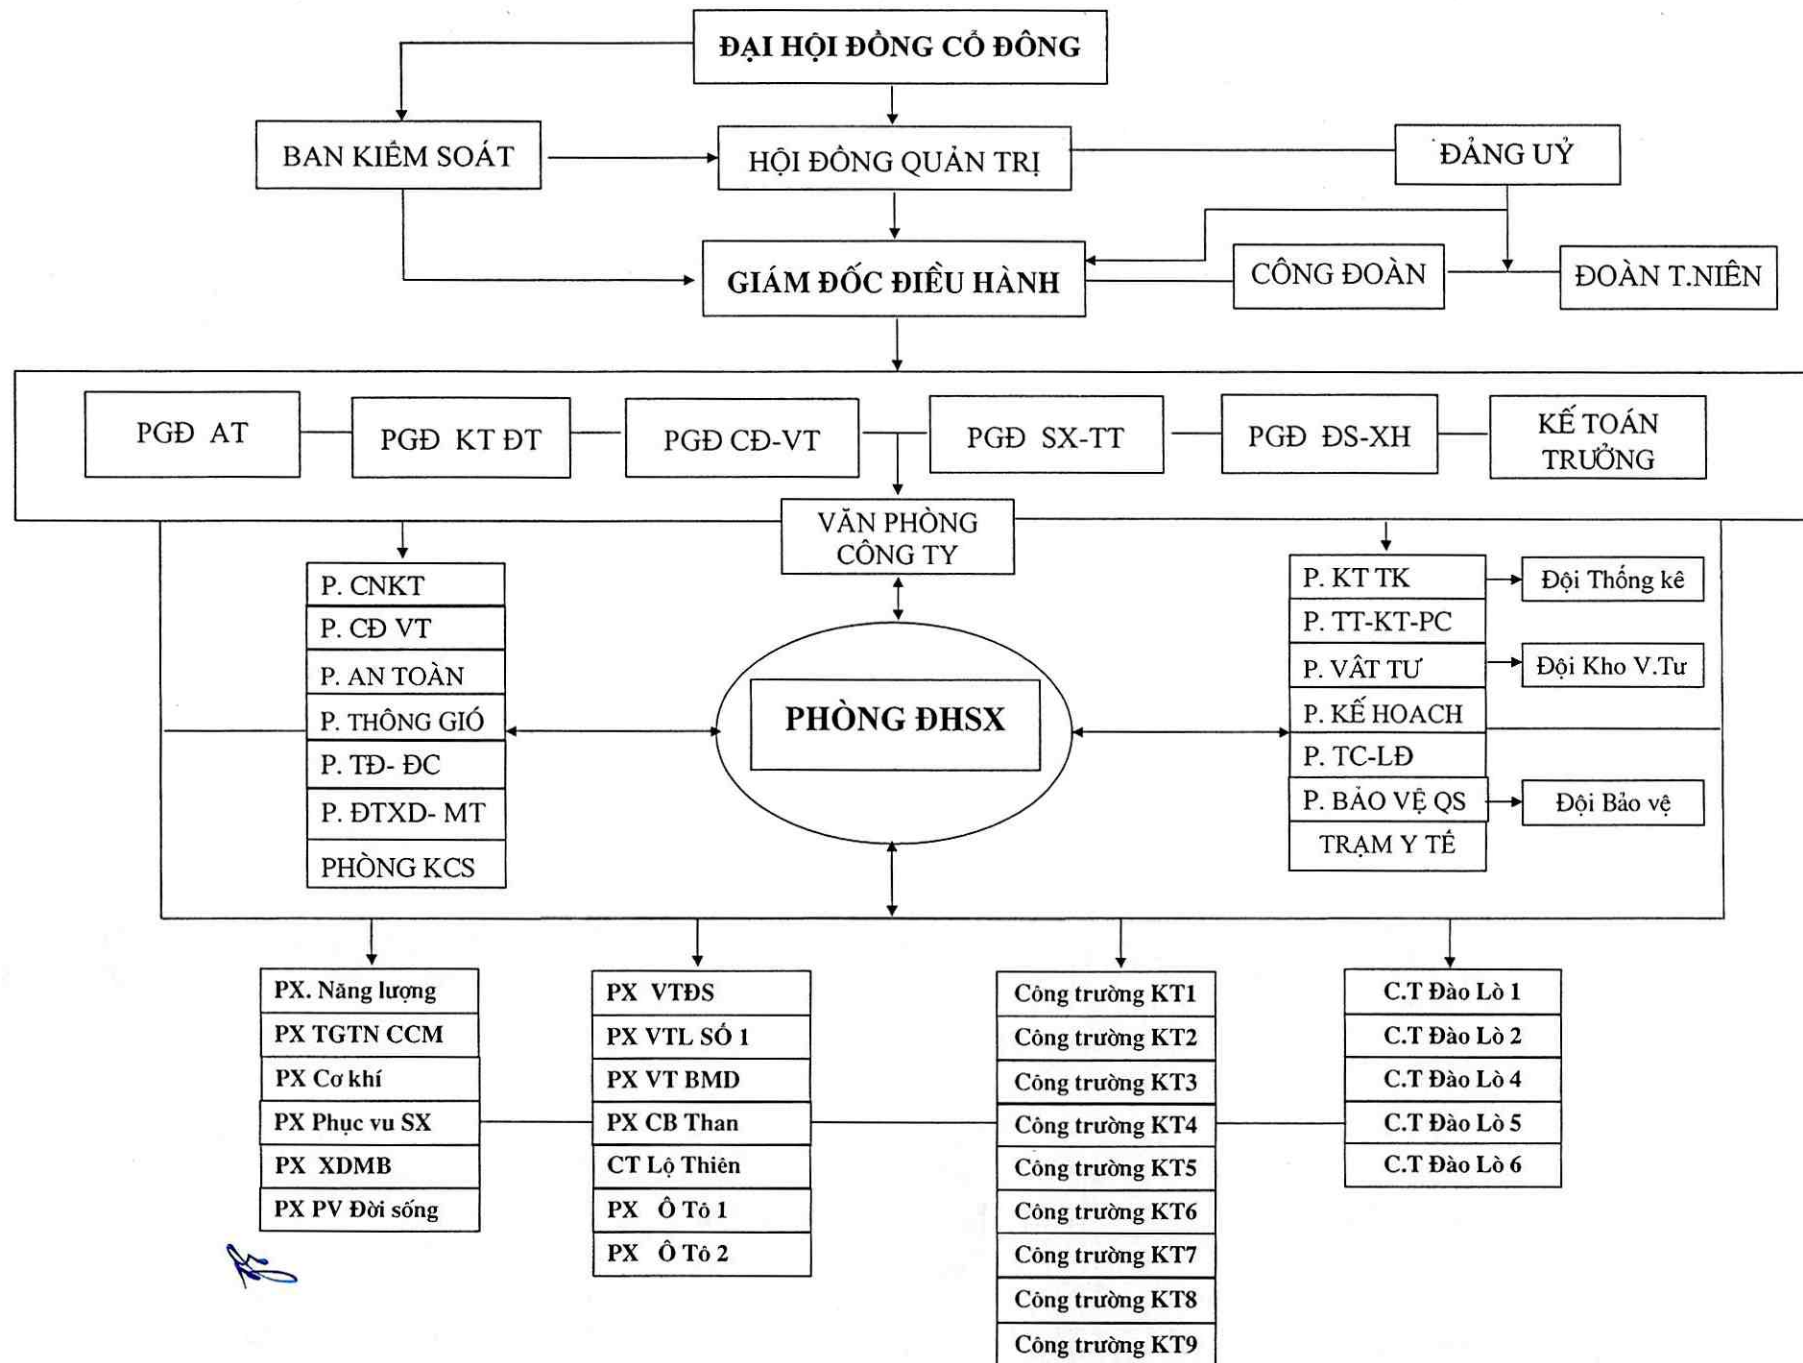 ĐẠI HỘI ĐỒNG CỔ ĐÔNG
BAN KIỂM SOÁT
HỘI ĐỒNG QUẢN TRỊ
ĐẢNG UỶ
GIÁM ĐỐC ĐIỀU HÀNH
CÔNG ĐOÀN
ĐOÀN T.NIÊN
PGĐ AT
PGĐ KT ĐT
PGĐ CĐ-VT
PGĐ SX-TT
PGĐ ĐS-XH
KẾ TOÁN
TRƯỞNG
VĂN PHÒNG
CÔNG TY
P. CNKT
P. CĐ VT
P. AN TOÀN
P. THÔNG GIÓ
P. TĐ- ĐC
P. ĐTXD- MT
PHÒNG KCS
PHÒNG ĐHSX
P. KT TK
P. TT-KT-PC
P. VẬT TƯ
P. KẾ HOẠCH
P. TC-LĐ
P. BẢO VỆ QS
TRẠM Y TẾ
Đội Thống kê
Đội Kho V.Tư
Đội Bảo vệ
PX. Năng lượng
PX TGTN CCM
PX Cơ khí
PX Phục vu SX
PX XDMB
PX PV Đời sống
PX VTĐS
PX VTL SỐ 1
PX VT BMD
PX CB Than
CT Lộ Thiên
PX Ô Tô 1
PX Ô Tô 2
Công trường KT1
Công trường KT2
Công trường KT3
Công trường KT4
Công trường KT5
Công trường KT6
Công trường KT7
Công trường KT8
Công trường KT9
C.T Đào Lò 1
C.T Đào Lò 2
C.T Đào Lò 4
C.T Đào Lò 5
C.T Đào Lò 6